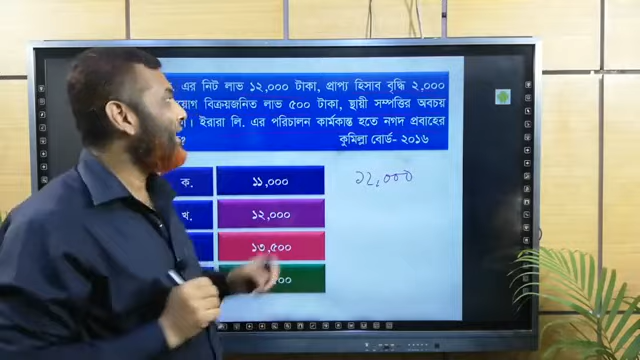 এর নিট লাভ ১২,০০০ টাকা, প্রাপ্য হিসাব বৃদ্ধি ২,০০০
বিক্রয়জনিত লাভ ৫০০ টাকা, স্থায়ী সম্পত্তির অবচয়
। ইরারা লি. এর পরিচালন কার্যকান্ত হতে নগদ প্রবাহের
? কুমিল্লা বোর্ড- ২০১৬
ক. ১১,০০০ ১২,০০০
খ. ১২,০০০
১৩,৫০০